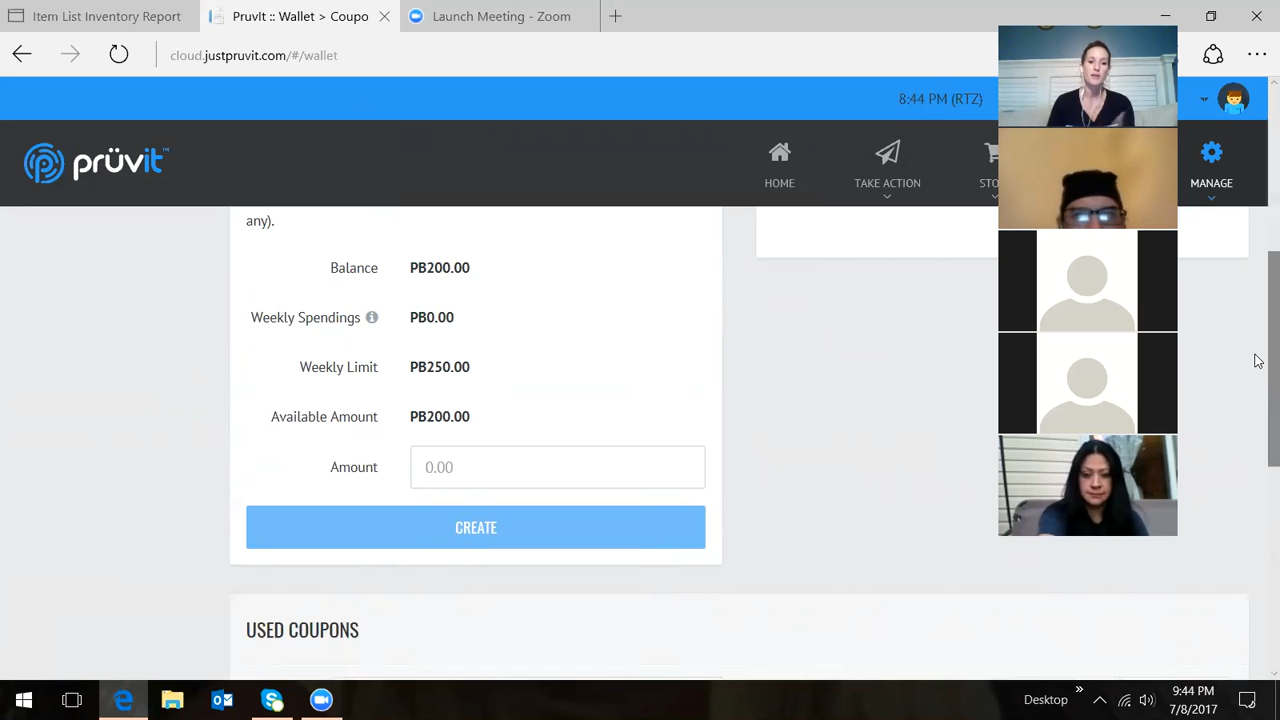 Item List Inventory Report
PruvIt :: Wallet > Coupo
Launch Meeting - Zoom
cloud.justpruvit.com/#/wallet
8:44 PM (RTZ)
prüvit™
HOME
TAKE ACTION
STO
MANAGE
any).
Balance PB200.00
Weekly Spendings PB0.00
Weekly Limit PB250.00
Available Amount PB200.00
Amount 0.00
CREATE
USED COUPONS
Desktop
9:44 PM
7/8/2017